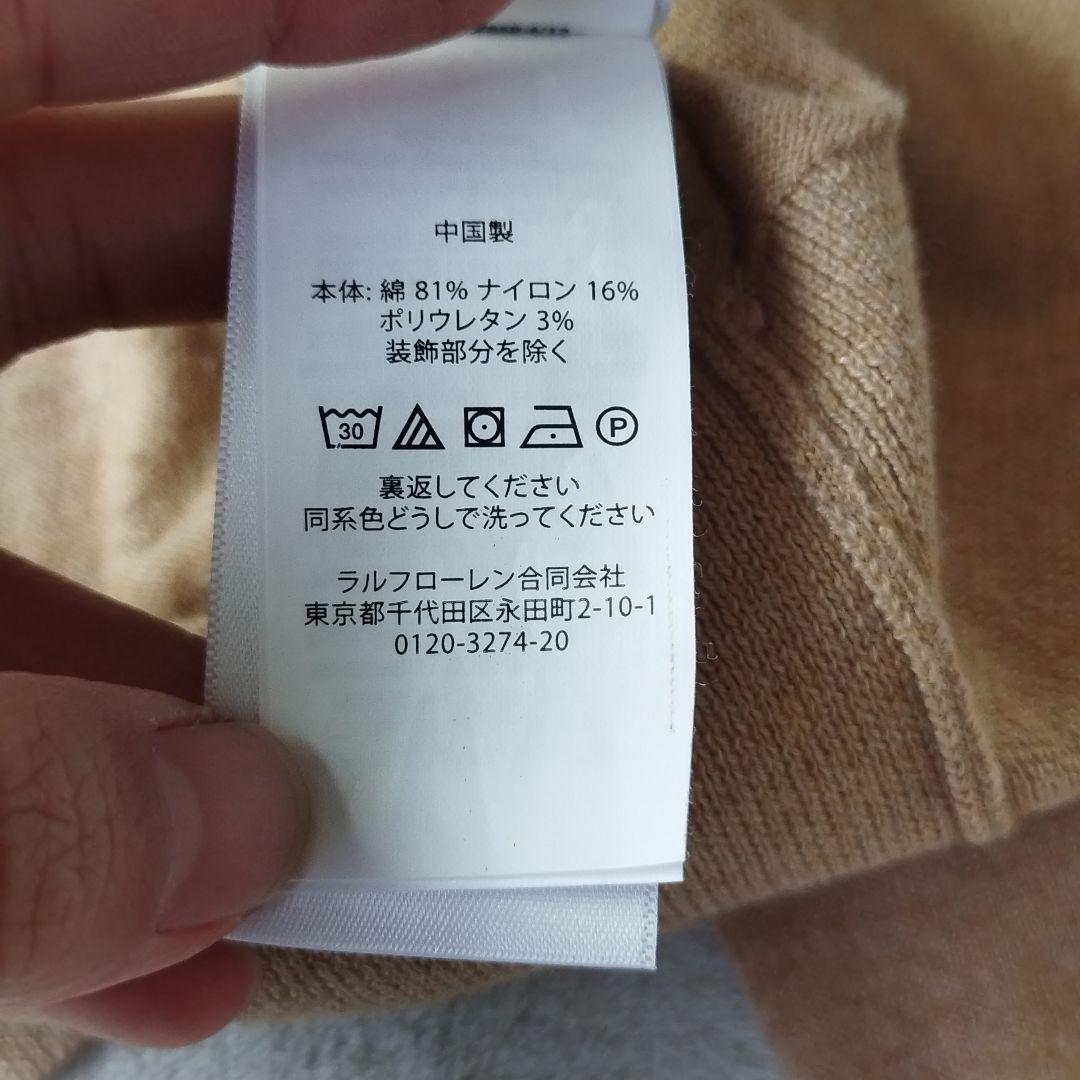 中国製
本体: 綿 81% ナイロン 16%
ポリウレタン 3%
装飾部分を除く
30 P
裏返してください
同系色どうしで洗ってください
ラルフローレン合同会社
東京都千代田区永田町2-10-1
0120-3274-20